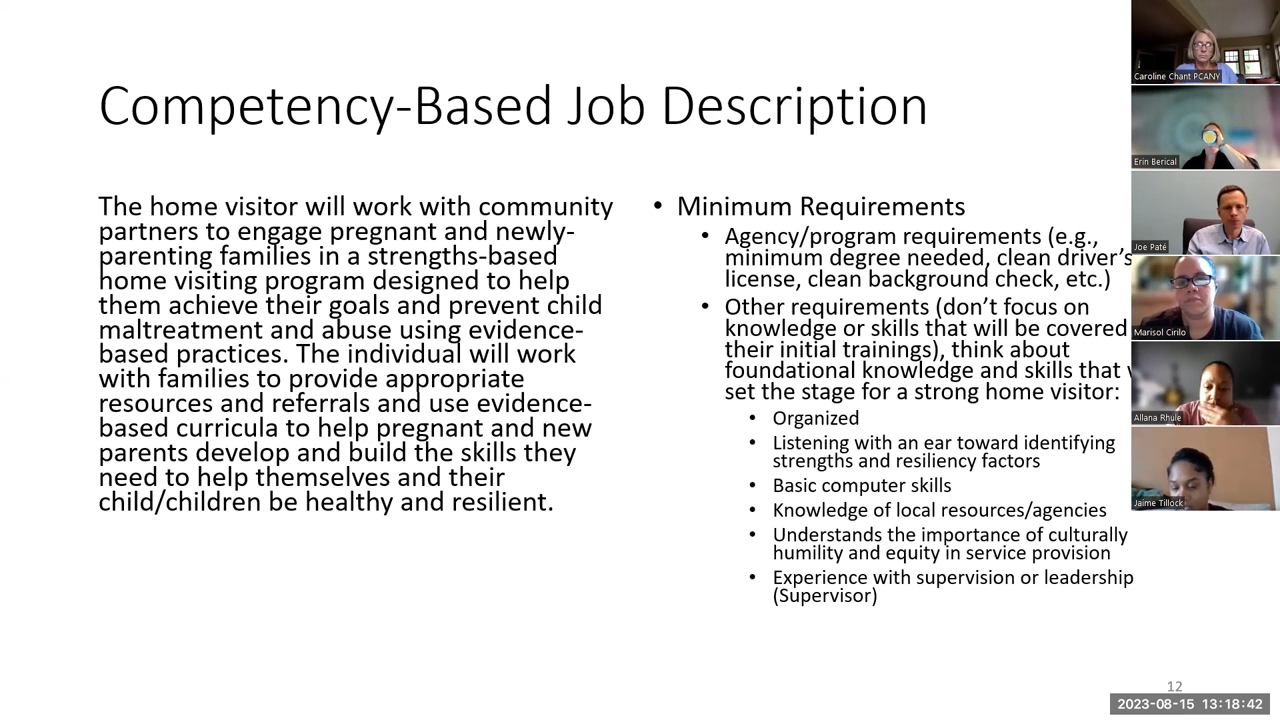 Competency-Based Job Description
The home visitor will work with community
partners to engage pregnant and newly-
parenting families in a strengths-based
home visiting program designed to help
them achieve their goals and prevent child
maltreatment and abuse using evidence-
based practices. The individual will work
with families to provide appropriate
resources and referrals and use evidence-
based curricula to help pregnant and new
parents develop and build the skills they
need to help themselves and their
child/children be healthy and resilient.
• Minimum Requirements
• Agency/program requirements (e.g.,
minimum degree needed, clean driver's
license, clean background check, etc.)
• Other requirements (don't focus on
knowledge or skills that will be covered
their initial trainings), think about
foundational knowledge and skills that
set the stage for a strong home visitor:
• Organized
• Listening with an ear toward identifying
strengths and resiliency factors
• Basic computer skills
• Knowledge of local resources/agencies
• Understands the importance of culturally
humility and equity in service provision
• Experience with supervision or leadership
(Supervisor)
Caroline Chant PCANY
Erin Berical
Joe Paté
Marisol Cirilo
Allana Rhule
Jaime Tillock
12
2023-08-15 13:18:42